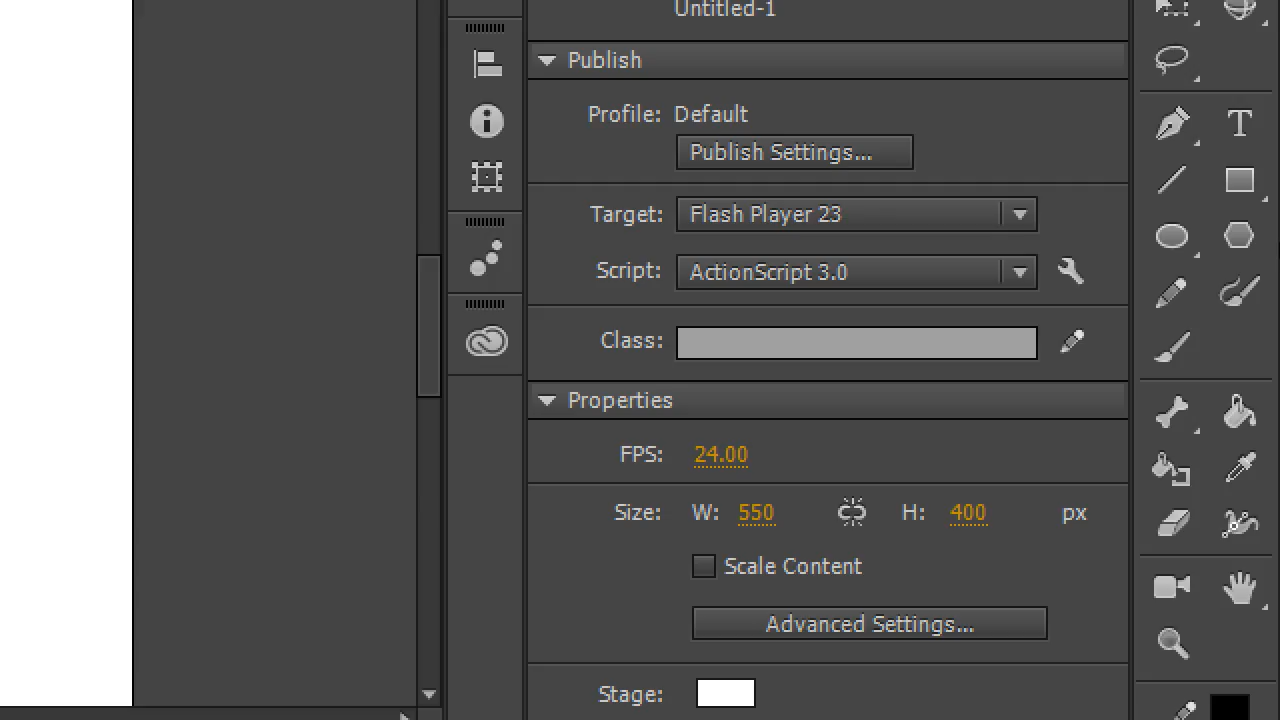 Untitled-1
Publish
Profile: Default
Publish Settings...
Target: Flash Player 23
Script: ActionScript 3.0
Class:
Properties
FPS: 24.00
Size: W: 550 H: 400 px
Scale Content
Advanced Settings...
Stage:
T